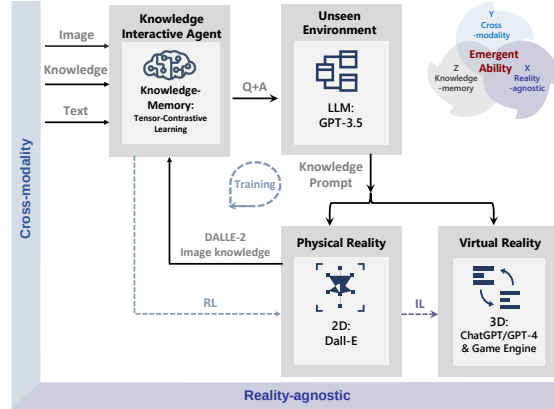 Knowledge
Interactive Agent
Knowledge-
Memory:
Tensor-Contrastive
Learning
Image
Knowledge
Text
Q+A
Unseen
Environment
LLM:
GPT-3.5
Y
Cross
-modality
Emergent
Ability
Z
Knowledge
-memory
X
Reality
-agnostic
Knowledge
Prompt
Training
DALLE-2
Image knowledge
RL
Physical Reality
2D:
Dall-E
IL
Virtual Reality
3D:
ChatGPT/GPT-4
& Game Engine
Cross-modality
Reality-agnostic